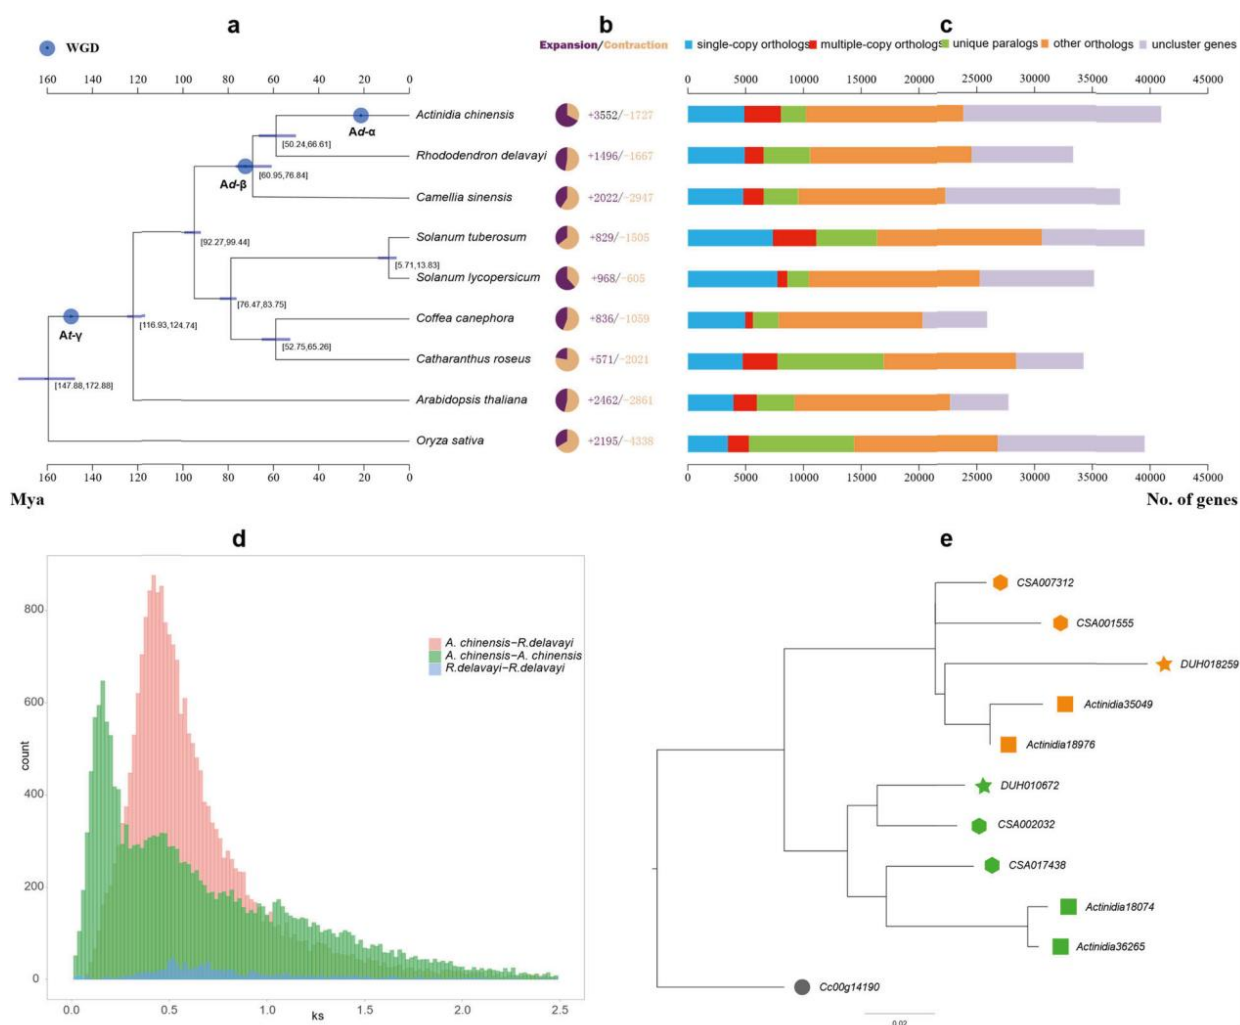 a
b
c
WGD
Expansion/Contraction
single-copy orthologs
multiple-copy orthologs
unique paralogs
other orthologs
uncluster genes
160 140 120 100 80 60 40 20 0
0 5000 10000 15000 20000 25000 30000 35000 40000 45000
Actinidia chinensis
+3552/-1727
Ad-α
[50.24,66.61]
Rhododendron delavayi
+1496/-1667
[60.95,76.84]
Ad-β
Camellia sinensis
+2022/-2947
Solanum tuberosum
+829/-1505
[92.27,99.44]
[5.71,13.83]
Solanum lycopersicum
+968/-605
[76.47,83.75]
Coffea canephora
+836/-1059
[116.93,124,74]
At-γ
[52.75,65.26]
Catharanthus roseus
+571/-2021
[147.88,172.88]
Arabidopsis thaliana
+2462/-2861
Oryza sativa
+2195/-4338
160 140 120 100 80 60 40 20 0
0 5000 10000 15000 20000 25000 30000 35000 40000 45000
Mya
No. of genes
d
800
600
400
200
0
count
A. chinensis-R.delavayi
A. chinensis-A. chinensis
R.delavayi-R.delavayi
0.0 0.5 1.0 1.5 2.0 2.5
ks
e
CSA007312
CSA001555
DUH018259
Actinidia35049
Actinidia18976
DUH010672
CSA002032
CSA017438
Actinidia18074
Actinidia36265
Cc00g14190
0.02